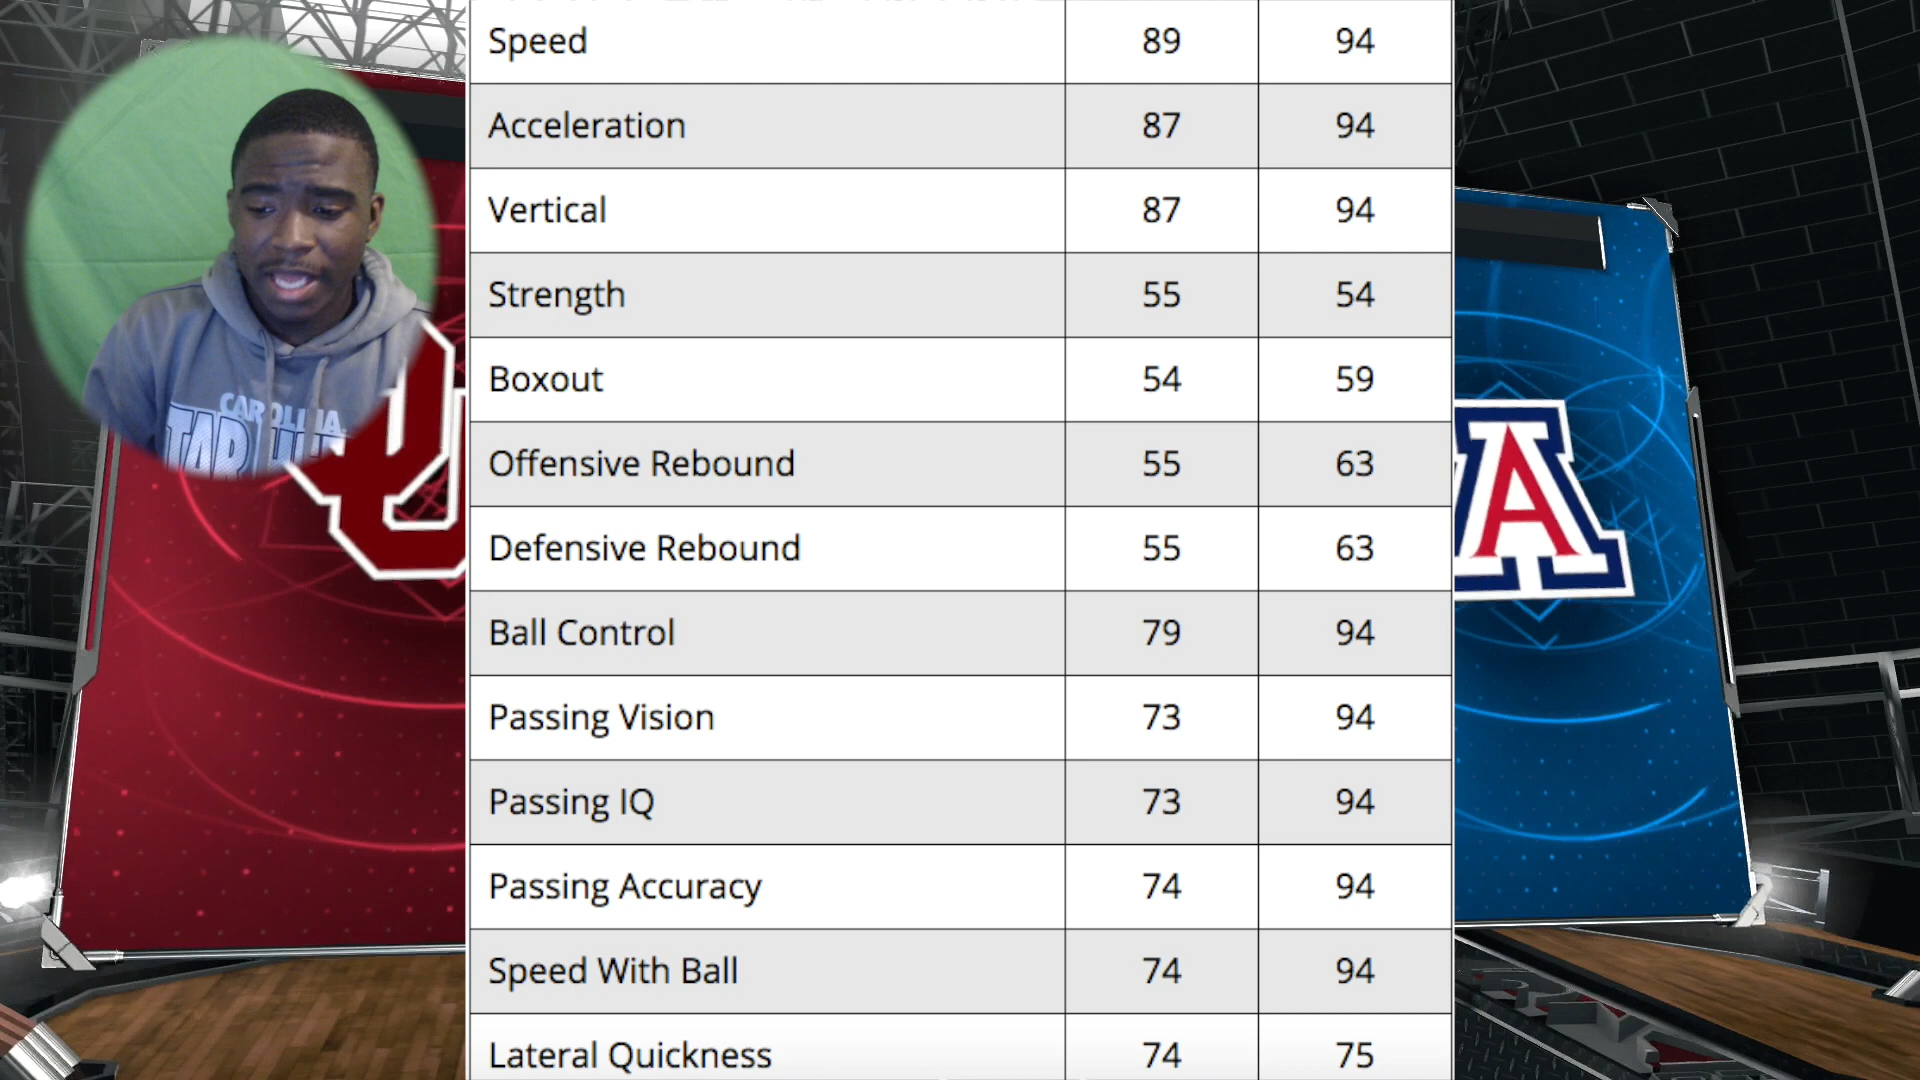 Speed 89 94
Acceleration 87 94
Vertical 87 94
Strength 55 54
Boxout 54 59
Offensive Rebound 55 63
Defensive Rebound 55 63
Ball Control 79 94
Passing Vision 73 94
Passing IQ 73 94
Passing Accuracy 74 94
Speed With Ball 74 94
Lateral Quickness 74 75
CAROLINA
TAR
A